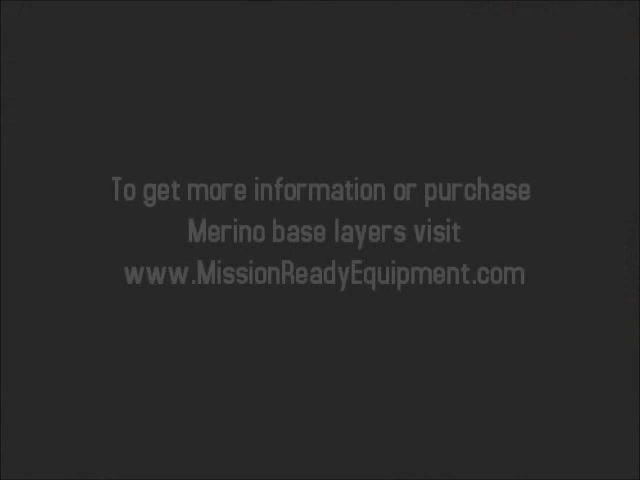 To get more information or purchase
Merino base layers visit
www.MissionReadyEquipment.com